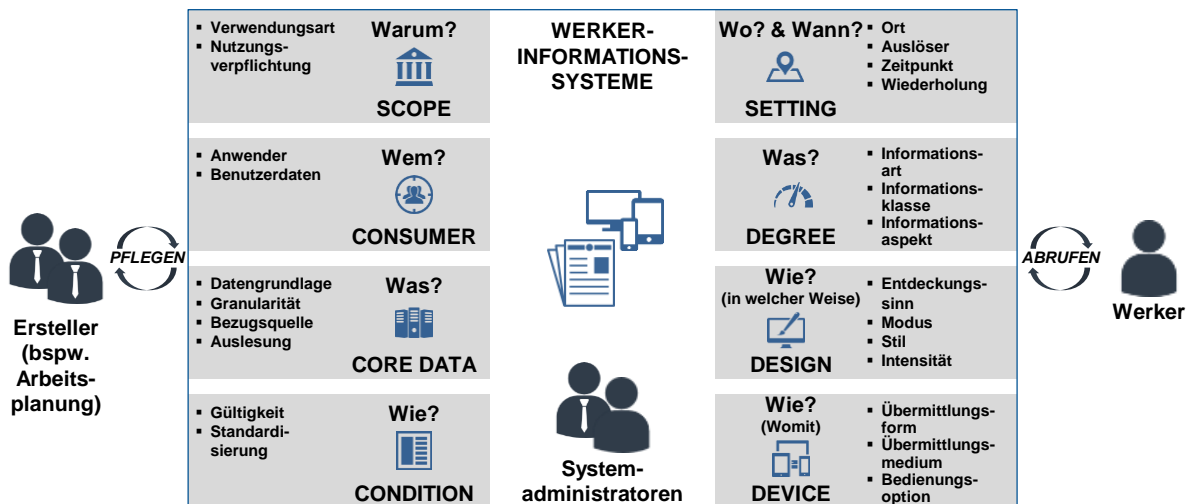 ▪ Verwendungsart
▪ Nutzungs-
verpflichtung
Warum?
SCOPE
WERKER-
INFORMATIONS-
SYSTEME
Wo? & Wann?
SETTING
▪ Ort
▪ Auslöser
▪ Zeitpunkt
▪ Wiederholung
▪ Anwender
▪ Benutzerdaten
Wem?
CONSUMER
Was?
DEGREE
▪ Informations-
art
▪ Informations-
klasse
▪ Informations-
aspekt
PFLEGEN
Ersteller
(bspw.
Arbeits-
planung)
▪ Datengrundlage
▪ Granularität
▪ Bezugsquelle
▪ Auslesung
Was?
CORE DATA
Wie?
(in welcher Weise)
DESIGN
▪ Entdeckungs-
sinn
▪ Modus
▪ Stil
▪ Intensität
ABRUFEN
Werker
▪ Gültigkeit
▪ Standardi-
sierung
Wie?
CONDITION
System-
administratoren
Wie?
(Womit)
DEVICE
▪ Übermittlungs-
form
▪ Übermittlungs-
medium
▪ Bedienungs-
option